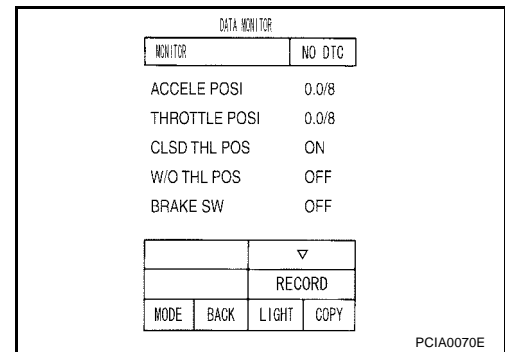 DATA MONITOR
MONITOR NO DTC
ACCELE POSI 0.0/8
THROTTLE POSI 0.0/8
CLSD THL POS ON
W/O THL POS OFF
BRAKE SW OFF
▽
RECORD
MODE BACK LIGHT COPY
PCIA0070E